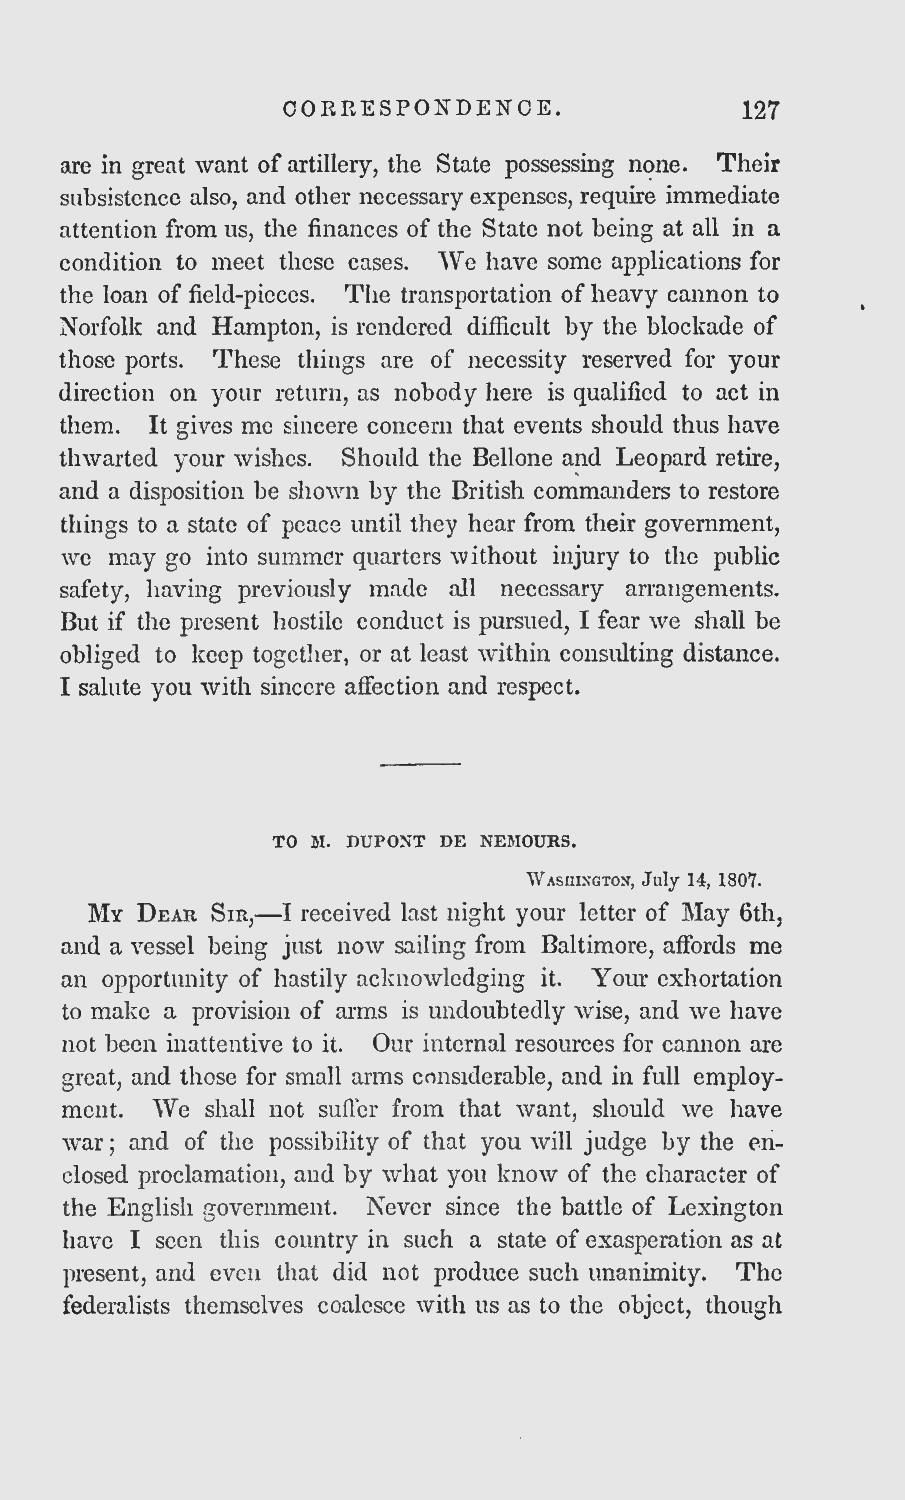 CORRESPONDENCE. 127
are in great want of artillery, the State possessing none. Their
subsistence also, and other necessary expenses, require immediate
attention from us, the finances of the State not being at all in a
condition to meet these cases. We have some applications for
the loan of field-pieces. The transportation of heavy cannon to
Norfolk and Hampton, is rendered difficult by the blockade of
those ports. These things are of necessity reserved for your
direction on your return, as nobody here is qualified to act in
them. It gives me sincere concern that events should thus have
thwarted your wishes. Should the Bellone and Leopard retire,
and a disposition be shown by the British commanders to restore
things to a state of peace until they hear from their government,
we may go into summer quarters without injury to the public
safety, having previously made all necessary arrangements.
But if the present hostile conduct is pursued, I fear we shall be
obliged to keep together, or at least within consulting distance.
I salute you with sincere affection and respect.
TO M. DUPONT DE NEMOURS.
WASHINGTON, July 14, 1807.
MY DEAR SIR,—I received last night your letter of May 6th,
and a vessel being just now sailing from Baltimore, affords me
an opportunity of hastily acknowledging it. Your exhortation
to make a provision of arms is undoubtedly wise, and we have
not been inattentive to it. Our internal resources for cannon are
great, and those for small arms considerable, and in full employ-
ment. We shall not suffer from that want, should we have
war; and of the possibility of that you will judge by the en-
closed proclamation, and by what you know of the character of
the English government. Never since the battle of Lexington
have I seen this country in such a state of exasperation as at
present, and even that did not produce such unanimity. The
federalists themselves coalesce with us as to the object, though